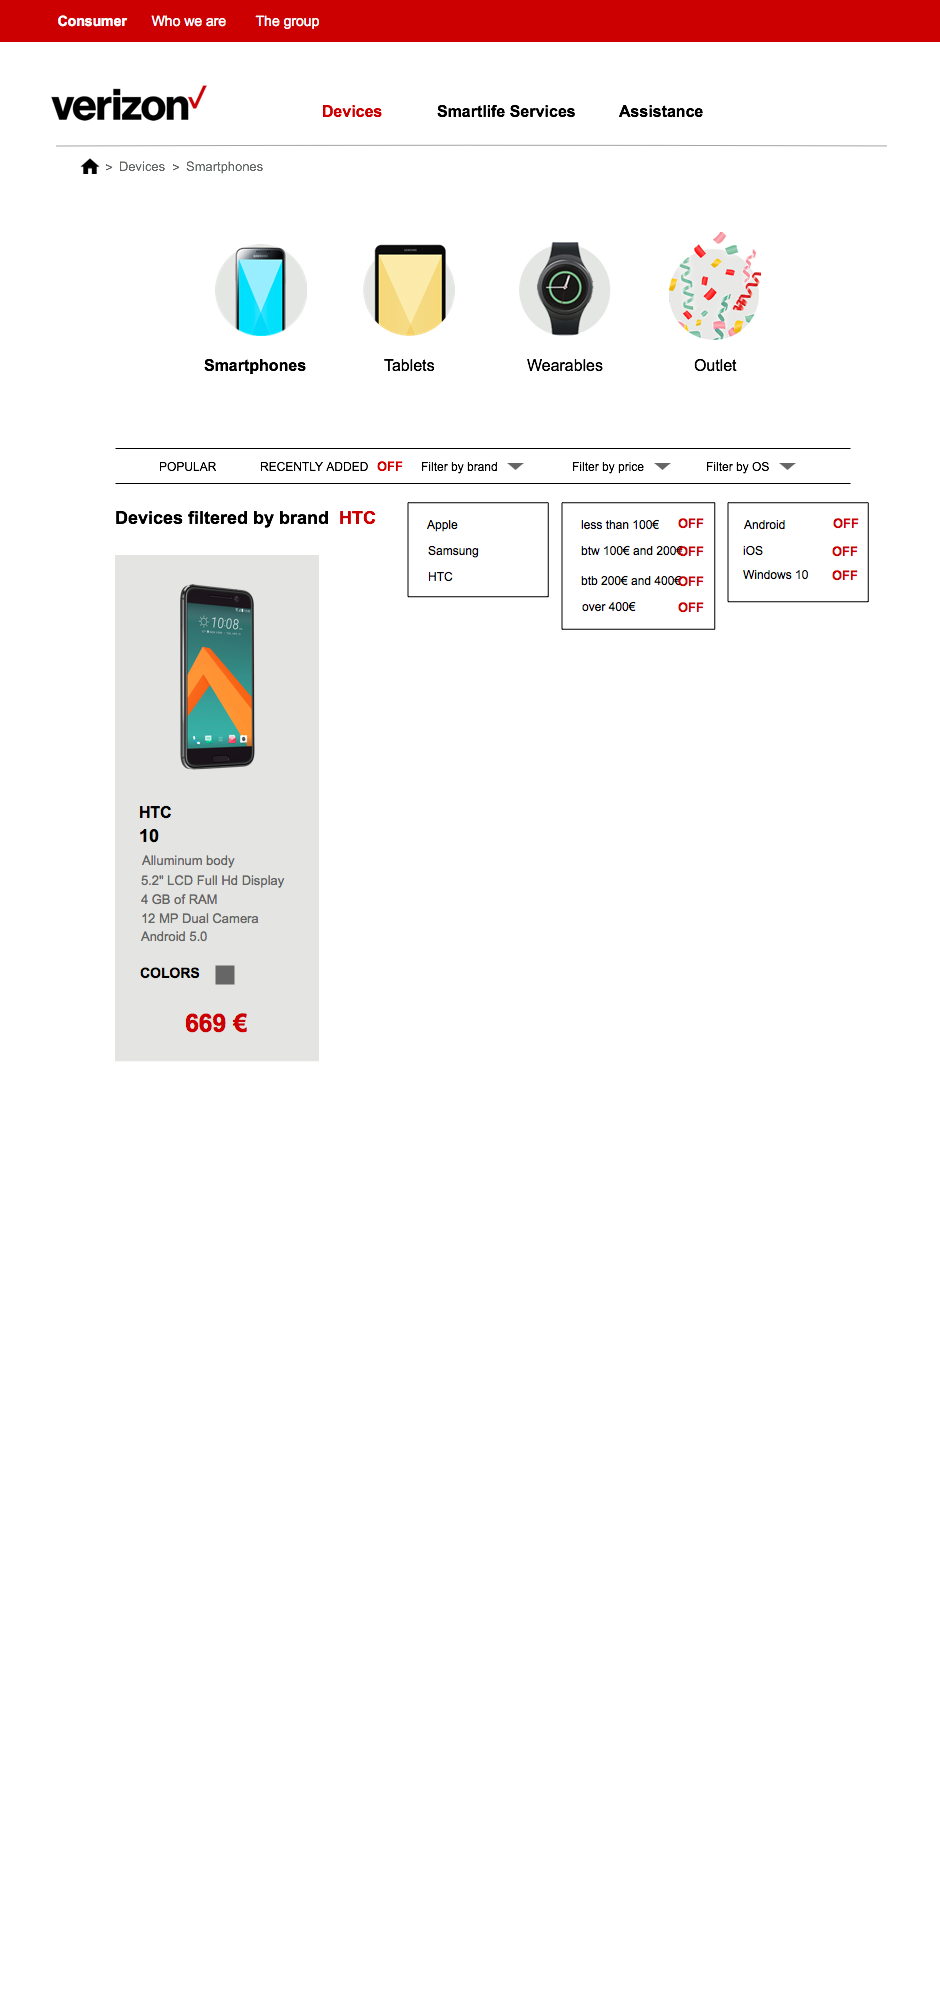 Consumer Who we are The group
verizon
Devices Smartlife Services Assistance
> Devices > Smartphones
Smartphones Tablets Wearables Outlet
POPULAR RECENTLY ADDED OFF Filter by brand Filter by price Filter by OS
Devices filtered by brand HTC
Apple
Samsung
HTC
less than 100€ OFF
btw 100€ and 200€ OFF
btb 200€ and 400€ OFF
over 400€ OFF
Android OFF
iOS OFF
Windows 10 OFF
10:08
HTC
10
Alluminum body
5.2" LCD Full Hd Display
4 GB of RAM
12 MP Dual Camera
Android 5.0
COLORS
669 €